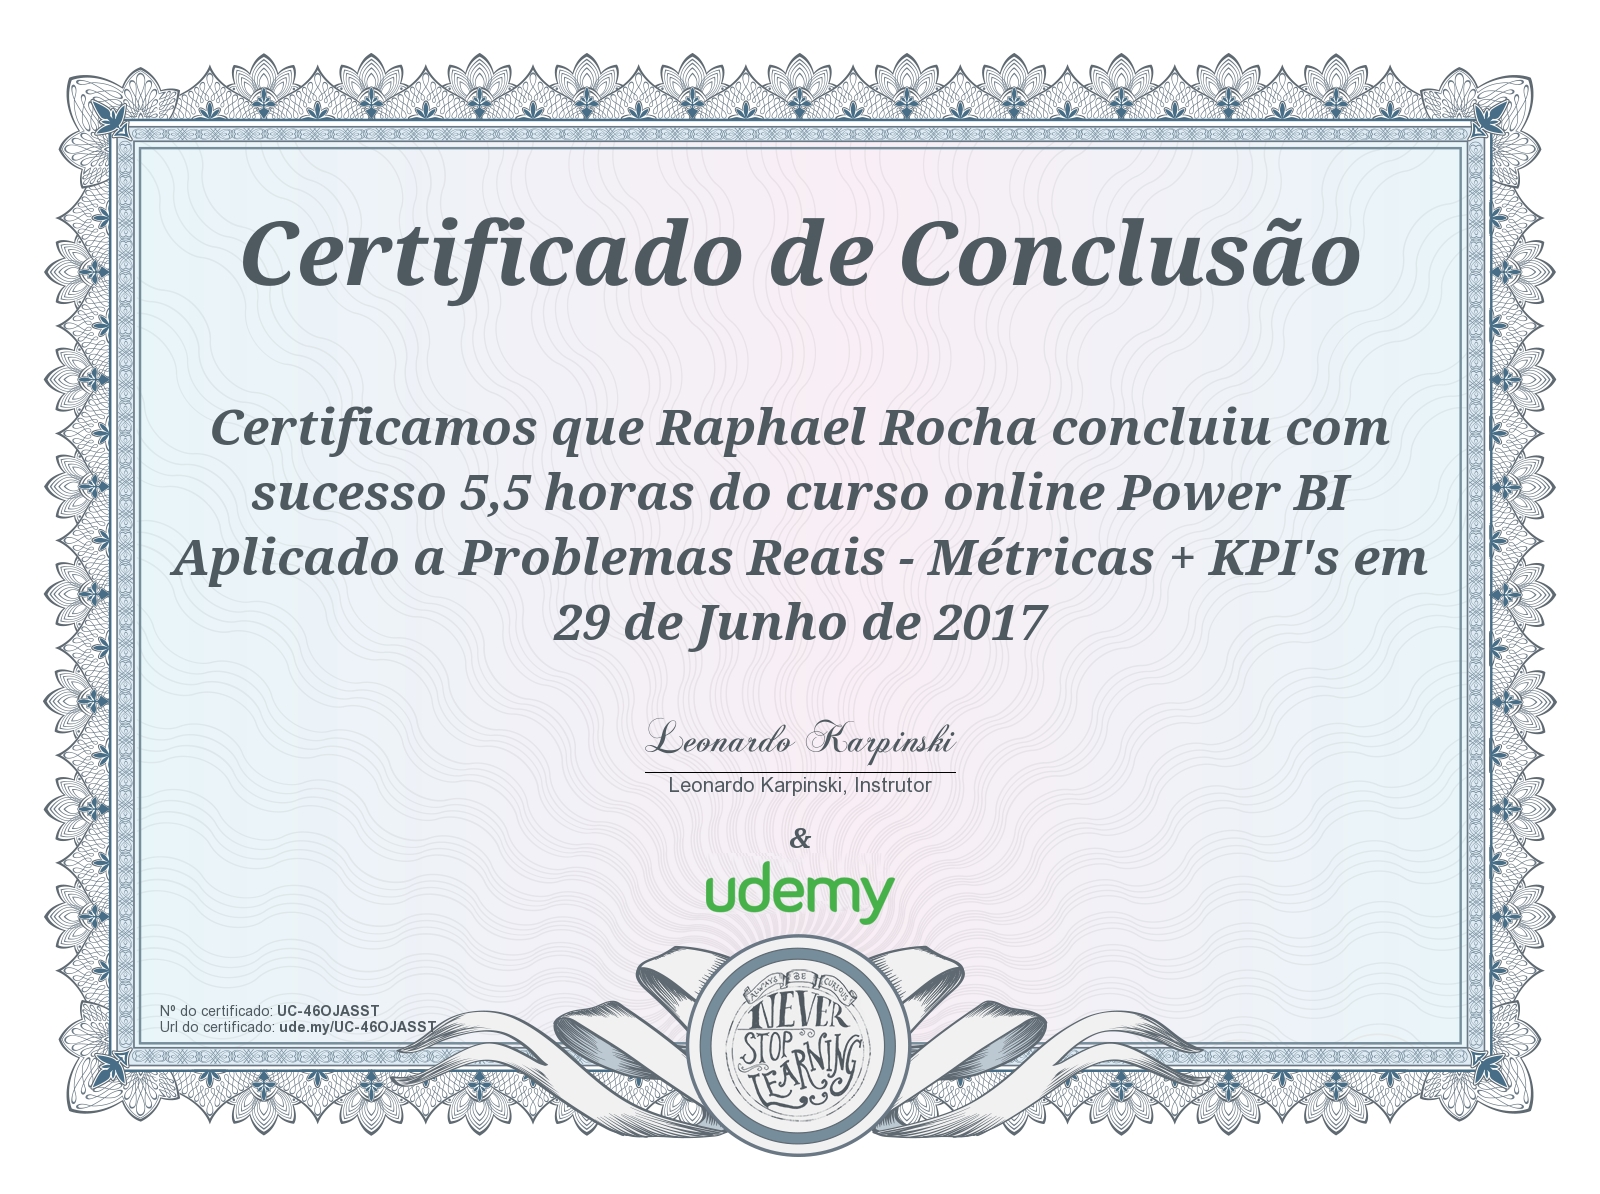 Certificado de Conclusão
Certificamos que Raphael Rocha concluiu com
sucesso 5,5 horas do curso online Power BI
Aplicado a Problemas Reais - Métricas + KPI's em
29 de Junho de 2017
Leonardo Karpinski
Leonardo Karpinski, Instrutor
&
udemy
Nº do certificado: UC-46OJASST
Url do certificado: ude.my/UC-46OJASST
ALWAYS BE CURIOUS
NEVER
STOP
LEARNING